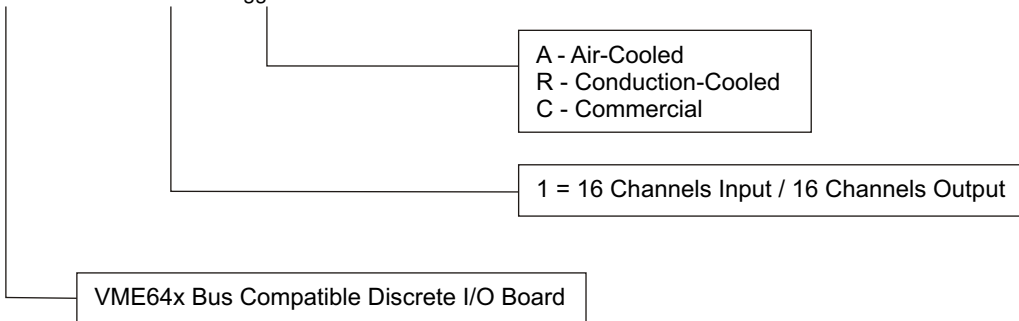 A - Air-Cooled
R - Conduction-Cooled
C - Commercial
1 = 16 Channels Input / 16 Channels Output
VME64x Bus Compatible Discrete I/O Board